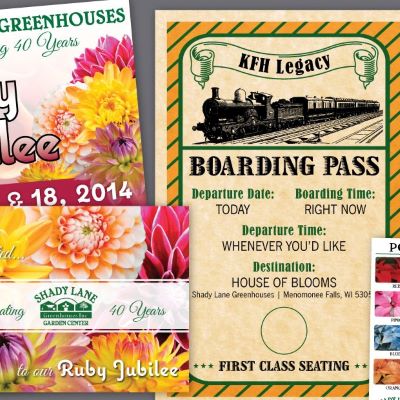 GREENHOUSES
40 Years
& 18, 2014
SHADY LANE
Greenhouses Inc
GARDEN CENTER
40 Years
to our Ruby Jubilee
KFH Legacy
BOARDING PASS
Departure Date: Boarding Time:
TODAY RIGHT NOW
Departure Time:
WHENEVER YOU'D LIKE
Destination:
HOUSE OF BLOOMS
Shady Lane Greenhouses | Menomonee Falls, WI 5305
FIRST CLASS SEATING